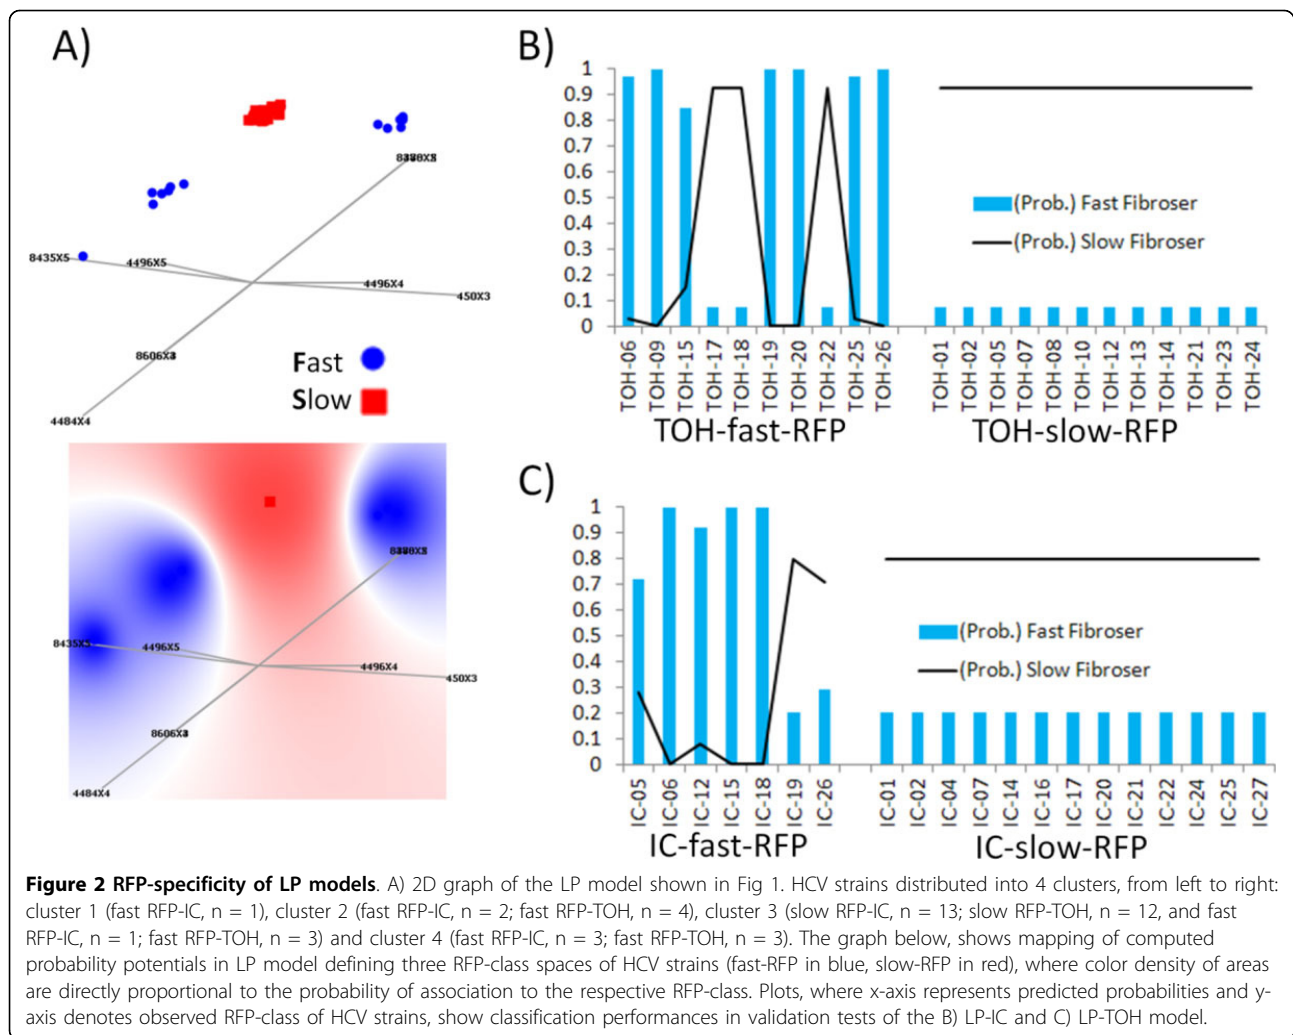 A)
8435X5
4496X5
4496X4
450X3
8606X3
4484X4
Fast
Slow
8435X5
4496X5
4496X4
450X3
4484X4
B)
1
0.9
0.8
0.7
0.6
0.5
0.4
0.3
0.2
0.1
0
(Prob.) Fast Fibroser
(Prob.) Slow Fibroser
TOH-06
TOH-09
TOH-15
TOH-17
TOH-18
TOH-19
TOH-20
TOH-22
TOH-25
TOH-26
TOH-01
TOH-02
TOH-05
TOH-07
TOH-08
TOH-10
TOH-12
TOH-13
TOH-14
TOH-21
TOH-23
TOH-24
TOH-fast-RFP
TOH-slow-RFP
C)
1
0.9
0.8
0.7
0.6
0.5
0.4
0.3
0.2
0.1
0
(Prob.) Fast Fibroser
(Prob.) Slow Fibroser
IC-05
IC-06
IC-12
IC-15
IC-18
IC-19
IC-26
IC-01
IC-02
IC-04
IC-07
IC-14
IC-16
IC-17
IC-20
IC-21
IC-22
IC-24
IC-25
IC-27
IC-fast-RFP
IC-slow-RFP
Figure 2 RFP-specificity of LP models. A) 2D graph of the LP model shown in Fig 1. HCV strains distributed into 4 clusters, from left to right:
cluster 1 (fast RFP-IC, n = 1), cluster 2 (fast RFP-IC, n = 2; fast RFP-TOH, n = 4), cluster 3 (slow RFP-IC, n = 13; slow RFP-TOH, n = 12, and fast
RFP-IC, n = 1; fast RFP-TOH, n = 3) and cluster 4 (fast RFP-IC, n = 3; fast RFP-TOH, n = 3). The graph below, shows mapping of computed
probability potentials in LP model defining three RFP-class spaces of HCV strains (fast-RFP in blue, slow-RFP in red), where color density of areas
are directly proportional to the probability of association to the respective RFP-class. Plots, where x-axis represents predicted probabilities and y-
axis denotes observed RFP-class of HCV strains, show classification performances in validation tests of the B) LP-IC and C) LP-TOH model.